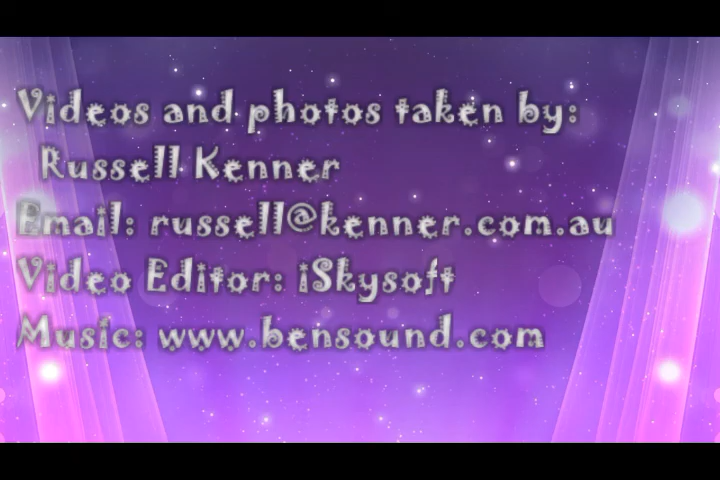 Videos and photos taken by:
Russell Kenner
Email: russell@kenner.com.au
Video Editor: iSkysoft
Music: www.bensound.com